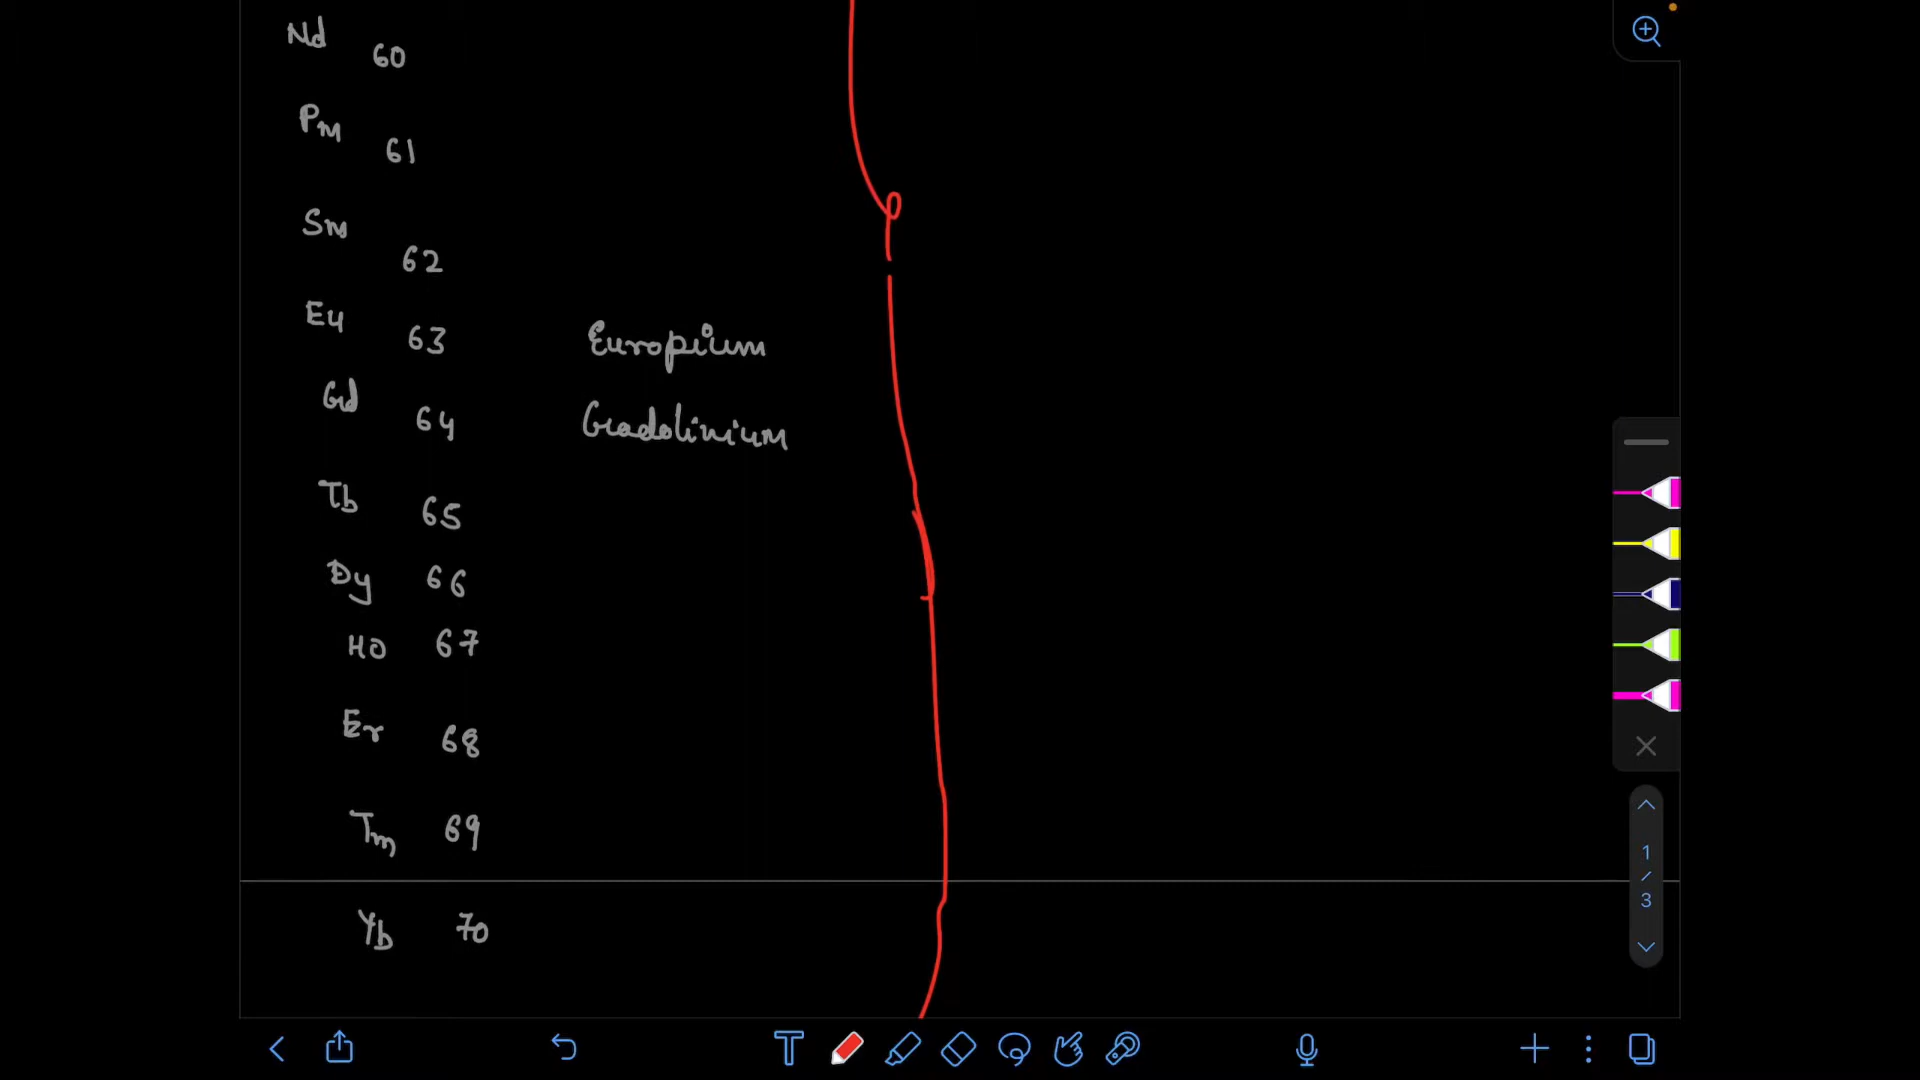 Nd 60
Pm 61
Sm 62
Eu 63 Europium
Gd 64 Gradolinium
Tb 65
Dy 66
Ho 67
Er 68
Tm 69
Yb 70
1
/
3